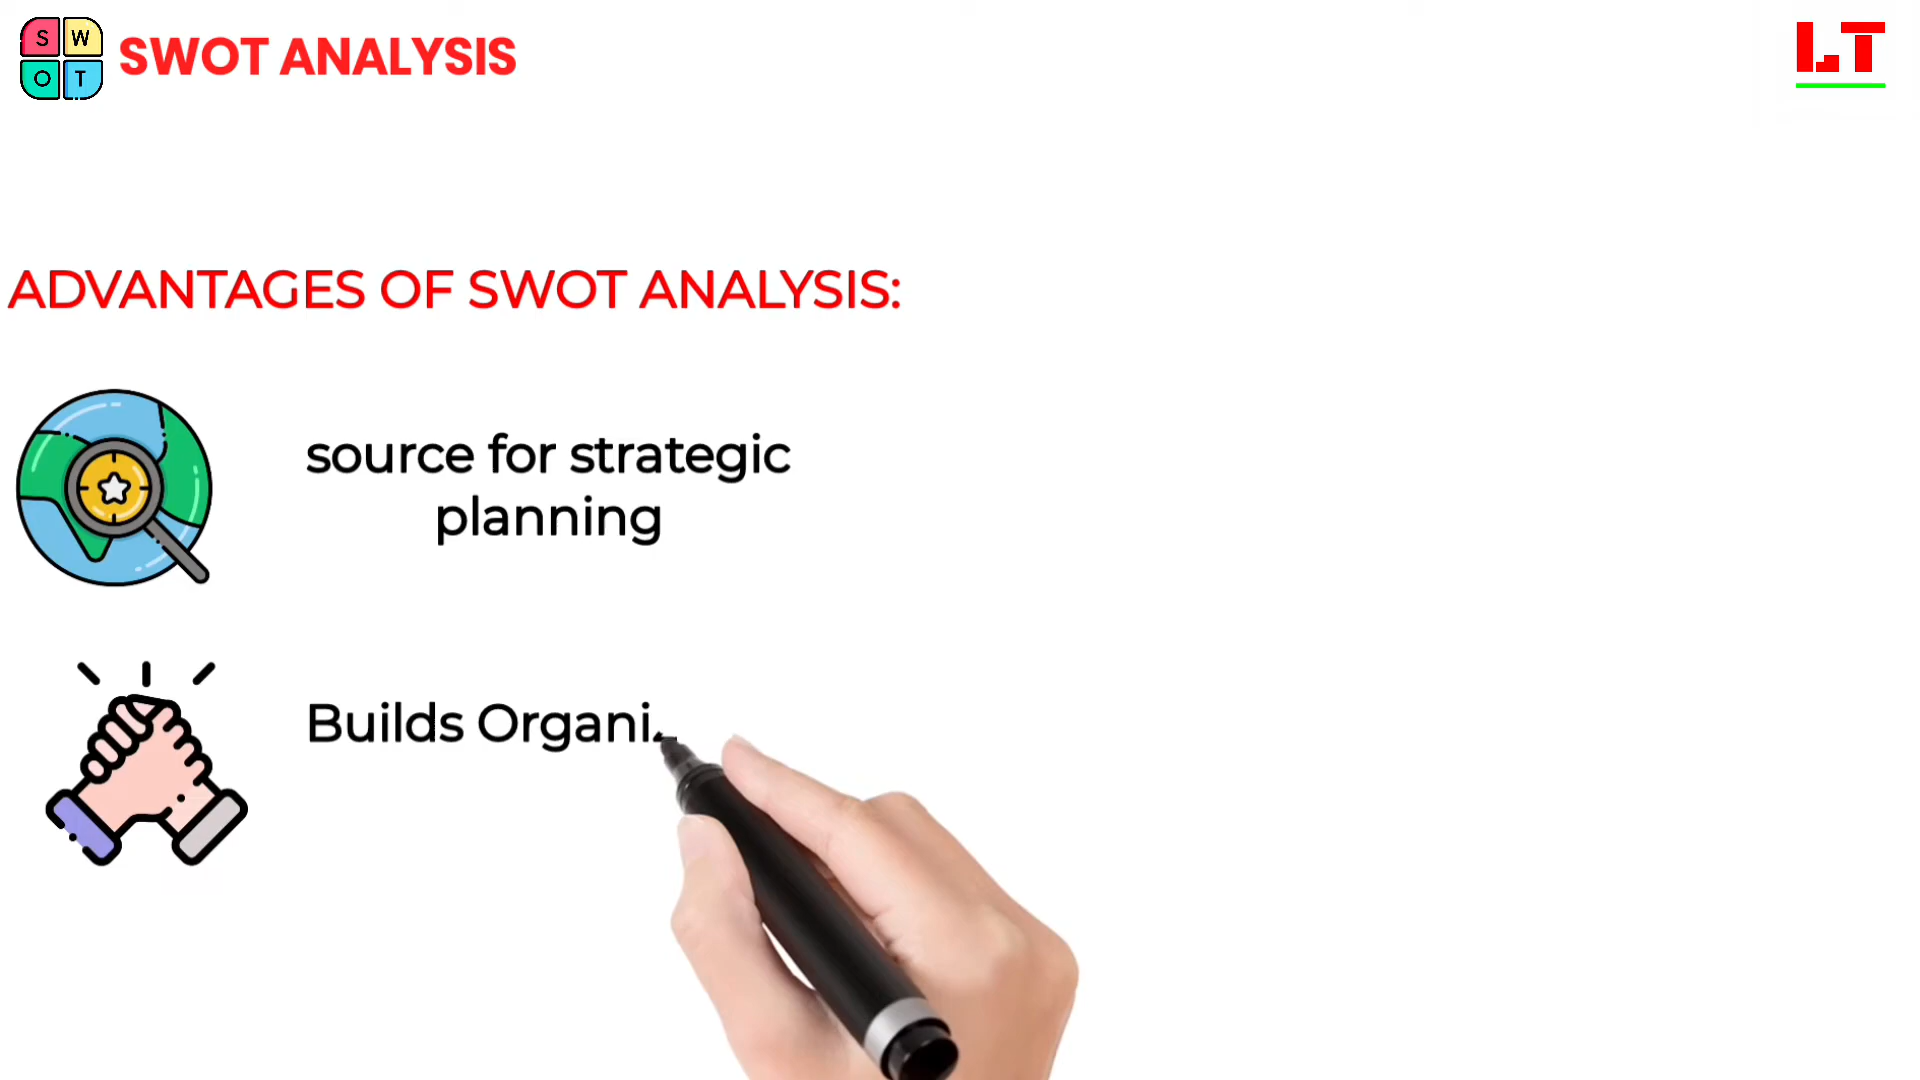 S W
O T
SWOT ANALYSIS
LT
ADVANTAGES OF SWOT ANALYSIS:
source for strategic
planning
Builds Organi